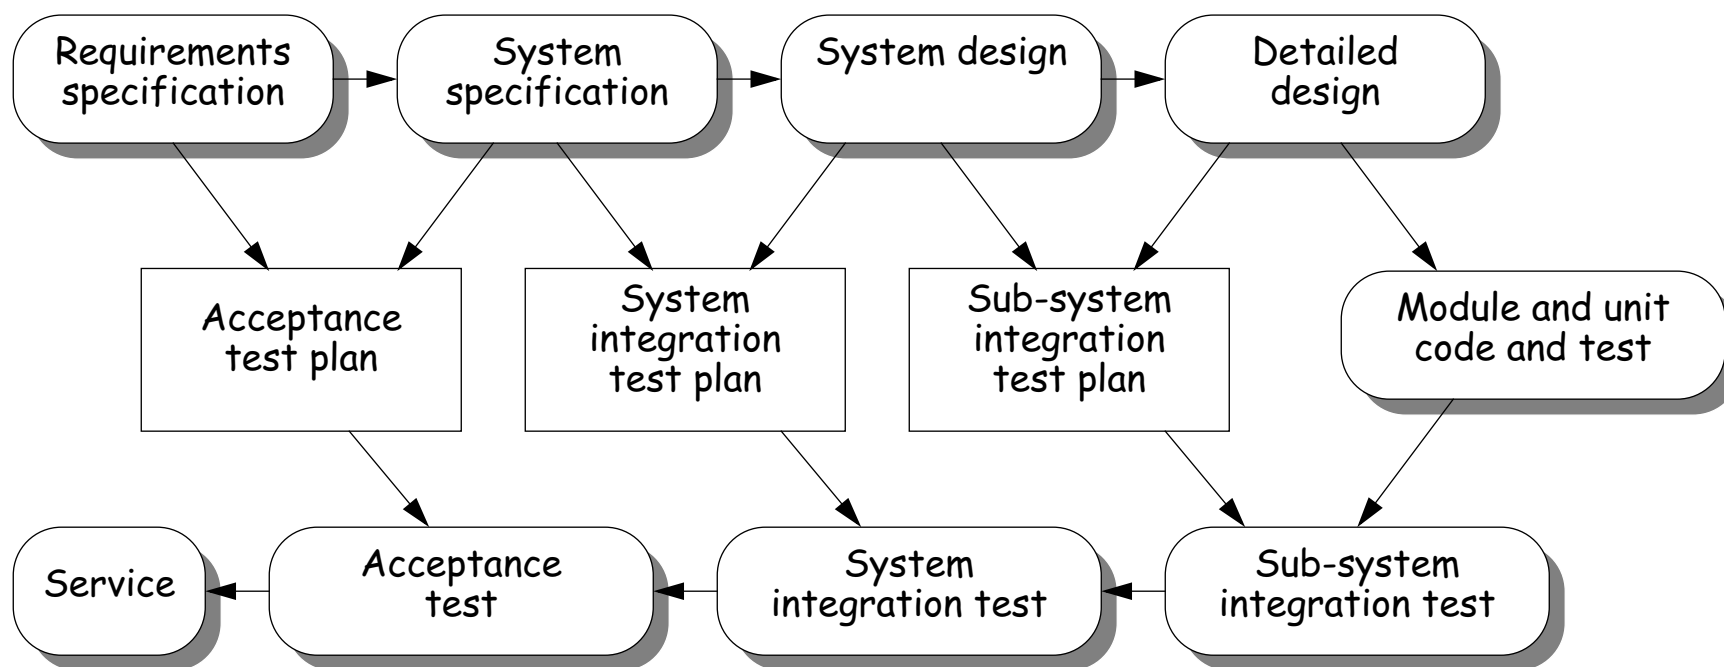 Requirements
specification
System
specification
System design
Detailed
design
Acceptance
test plan
System
integration
test plan
Sub-system
integration
test plan
Module and unit
code and test
Service
Acceptance
test
System
integration test
Sub-system
integration test